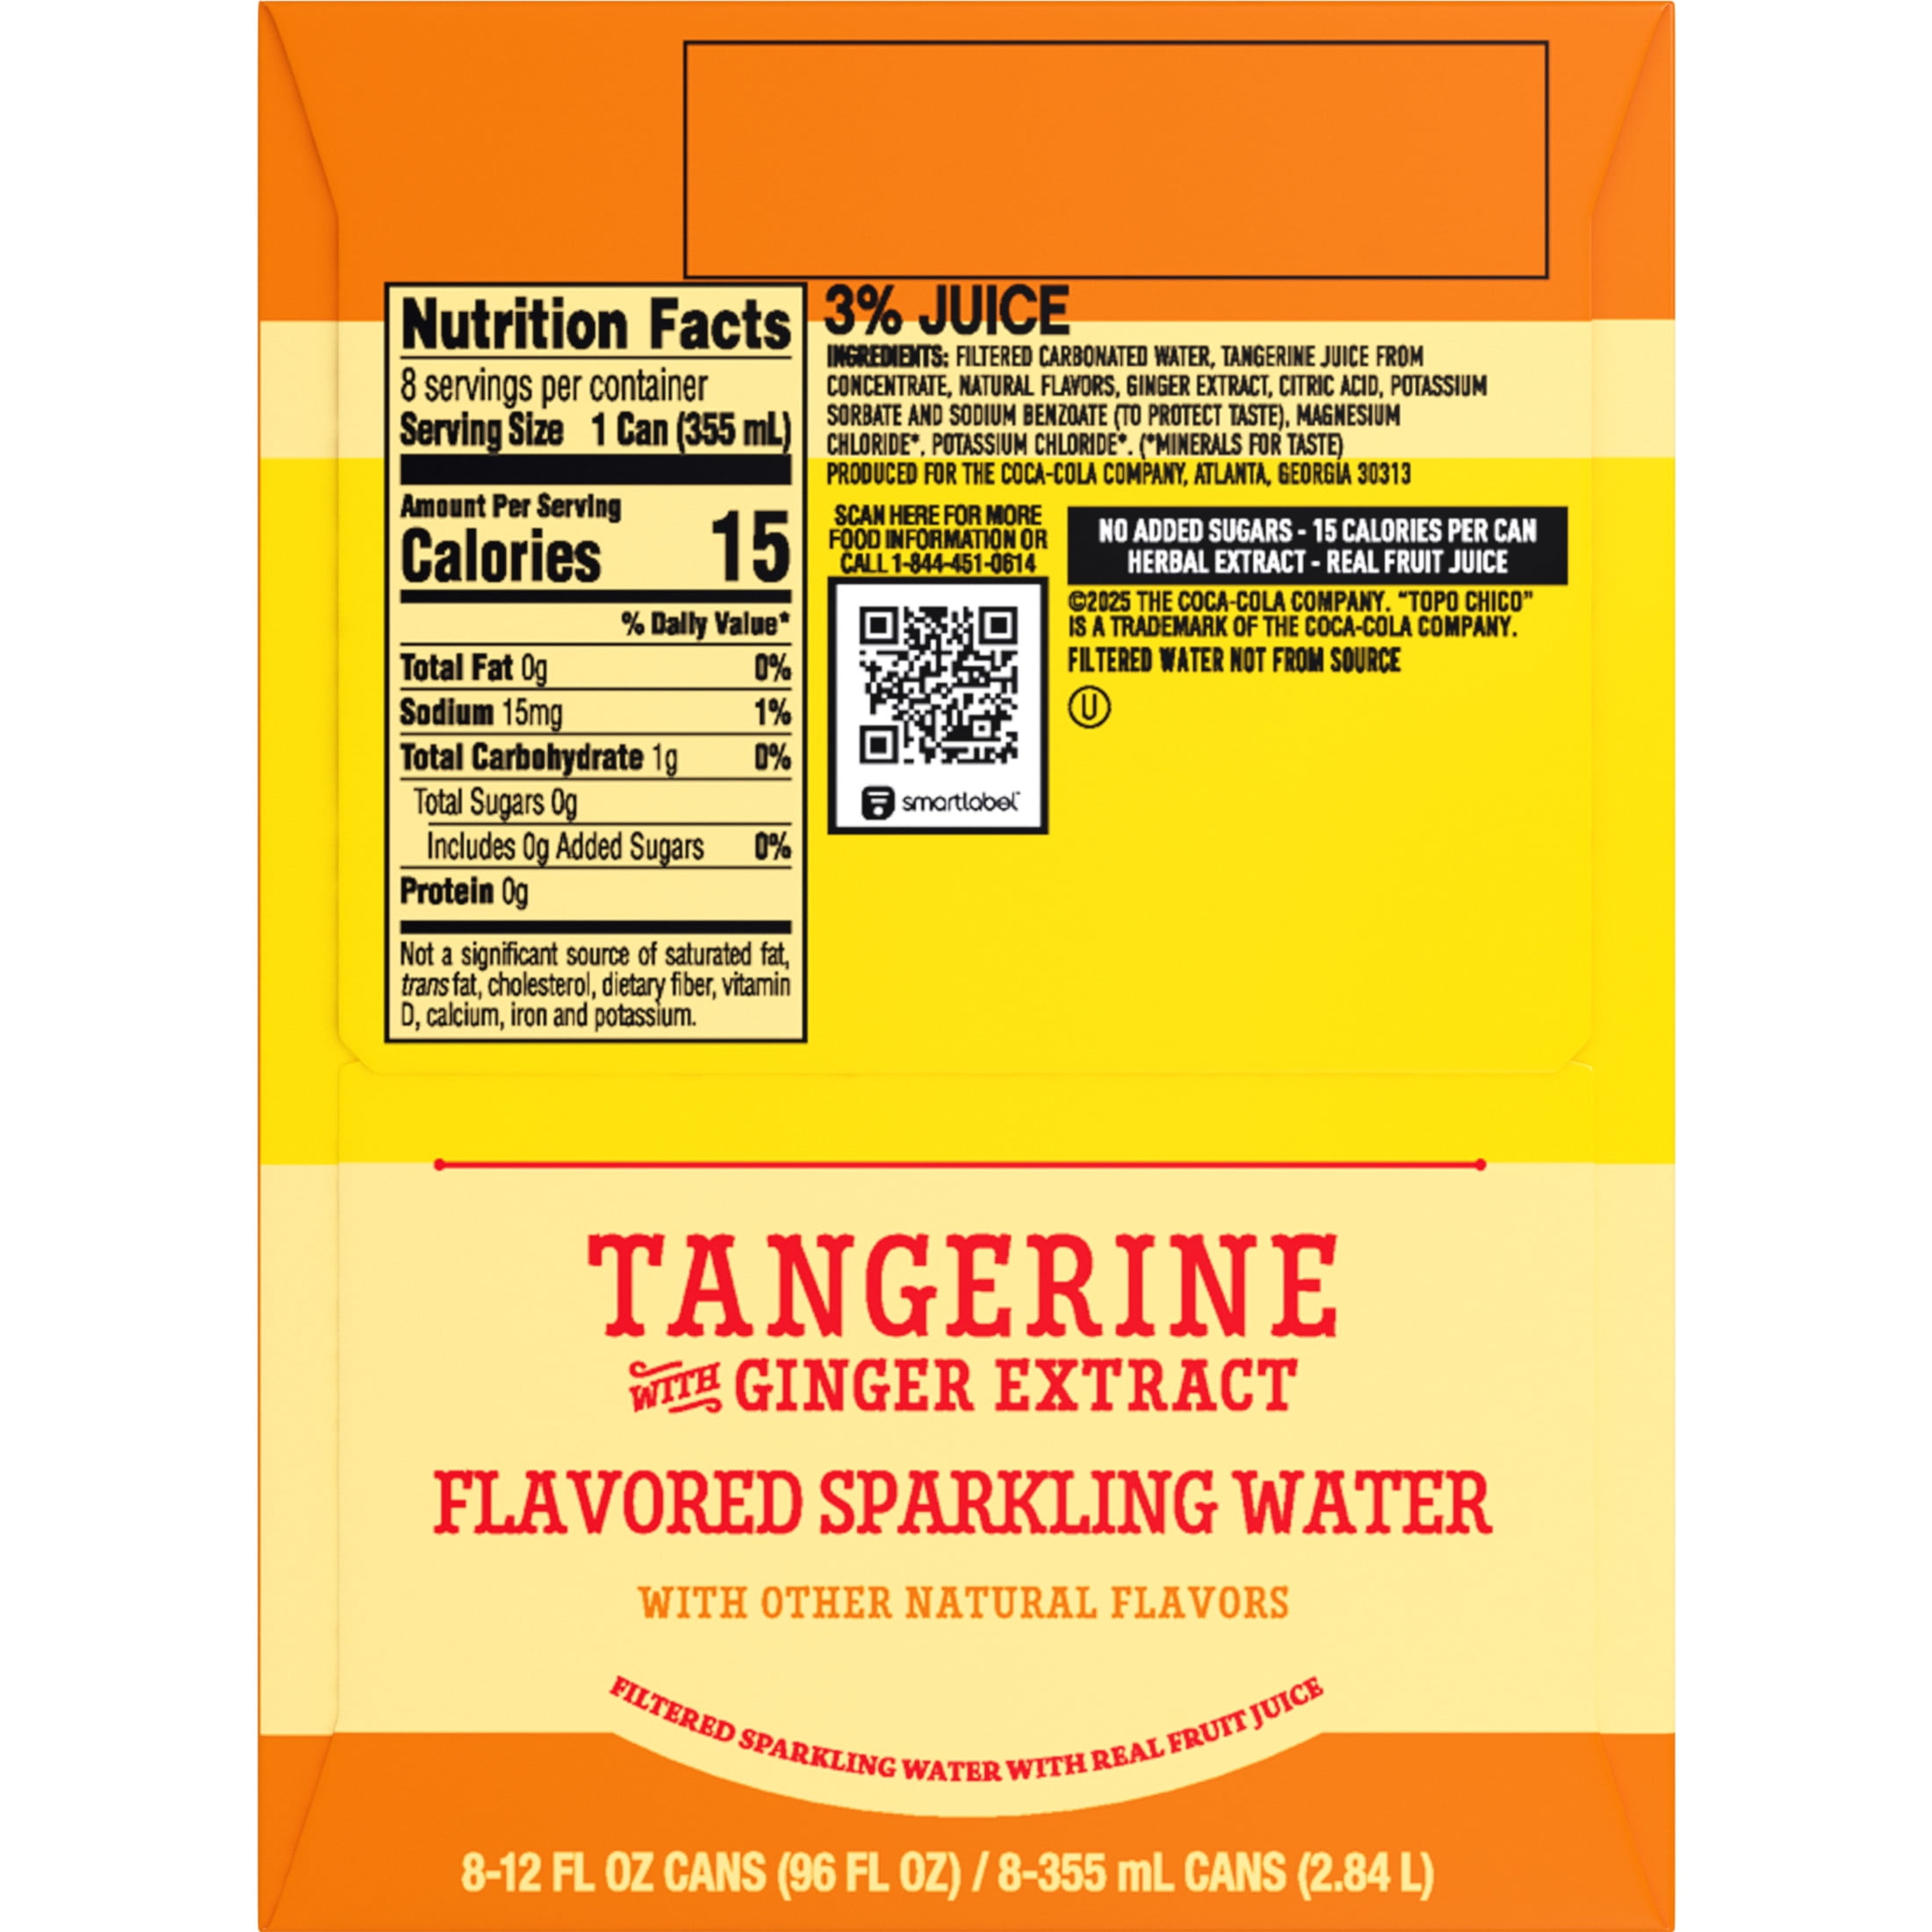 Nutrition Facts
8 servings per container
Serving Size 1 Can (355 mL)
Amount Per Serving
Calories 15
% Daily Value*
Total Fat 0g 0%
Sodium 15mg 1%
Total Carbohydrate 1g 0%
Total Sugars 0g
Includes 0g Added Sugars 0%
Protein 0g
Not a significant source of saturated fat,
trans fat, cholesterol, dietary fiber, vitamin
D, calcium, iron and potassium.
3% JUICE
INGREDIENTS: FILTERED CARBONATED WATER, TANGERINE JUICE FROM
CONCENTRATE, NATURAL FLAVORS, GINGER EXTRACT, CITRIC ACID, POTASSIUM
SORBATE AND SODIUM BENZOATE (TO PROTECT TASTE), MAGNESIUM
CHLORIDE*, POTASSIUM CHLORIDE*. (*MINERALS FOR TASTE)
PRODUCED FOR THE COCA-COLA COMPANY, ATLANTA, GEORGIA 30313
SCAN HERE FOR MORE
FOOD INFORMATION OR
CALL 1-844-451-0614
smartlabel™
NO ADDED SUGARS - 15 CALORIES PER CAN
HERBAL EXTRACT - REAL FRUIT JUICE
©2025 THE COCA-COLA COMPANY. "TOPO CHICO"
IS A TRADEMARK OF THE COCA-COLA COMPANY.
FILTERED WATER NOT FROM SOURCE
U
TANGERINE
WITH GINGER EXTRACT
FLAVORED SPARKLING WATER
WITH OTHER NATURAL FLAVORS
FILTERED SPARKLING WATER WITH REAL FRUIT JUICE
8-12 FL OZ CANS (96 FL OZ) / 8-355 mL CANS (2.84 L)